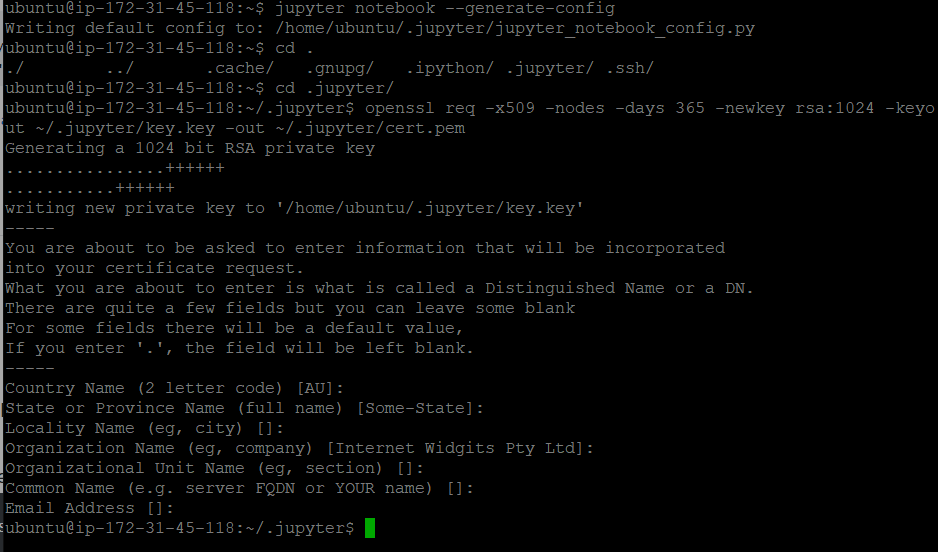 ubuntu@ip-172-31-45-118:~$ jupyter notebook --generate-config
Writing default config to: /home/ubuntu/.jupyter/jupyter_notebook_config.py
ubuntu@ip-172-31-45-118:~$ cd .
./ ../ .cache/ .gnupg/ .ipython/ .jupyter/ .ssh/
ubuntu@ip-172-31-45-118:~$ cd .jupyter/
ubuntu@ip-172-31-45-118:~/.jupyter$ openssl req -x509 -nodes -days 365 -newkey rsa:1024 -keyo
ut ~/.jupyter/key.key -out ~/.jupyter/cert.pem
Generating a 1024 bit RSA private key
................++++++
...........++++++
writing new private key to '/home/ubuntu/.jupyter/key.key'
-----
You are about to be asked to enter information that will be incorporated
into your certificate request.
What you are about to enter is what is called a Distinguished Name or a DN.
There are quite a few fields but you can leave some blank
For some fields there will be a default value,
If you enter '.', the field will be left blank.
-----
Country Name (2 letter code) [AU]:
State or Province Name (full name) [Some-State]:
Locality Name (eg, city) []:
Organization Name (eg, company) [Internet Widgits Pty Ltd]:
Organizational Unit Name (eg, section) []:
Common Name (e.g. server FQDN or YOUR name) []:
Email Address []:
ubuntu@ip-172-31-45-118:~/.jupyter$